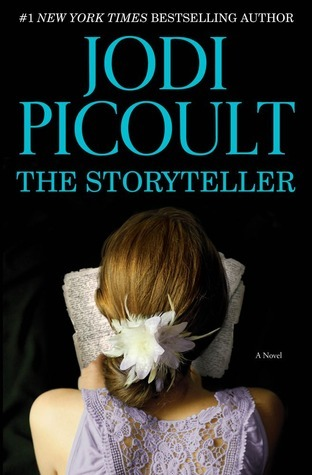 #1 NEW YORK TIMES BESTSELLING AUTHOR
JODI
PICOULT
THE STORYTELLER
A Novel